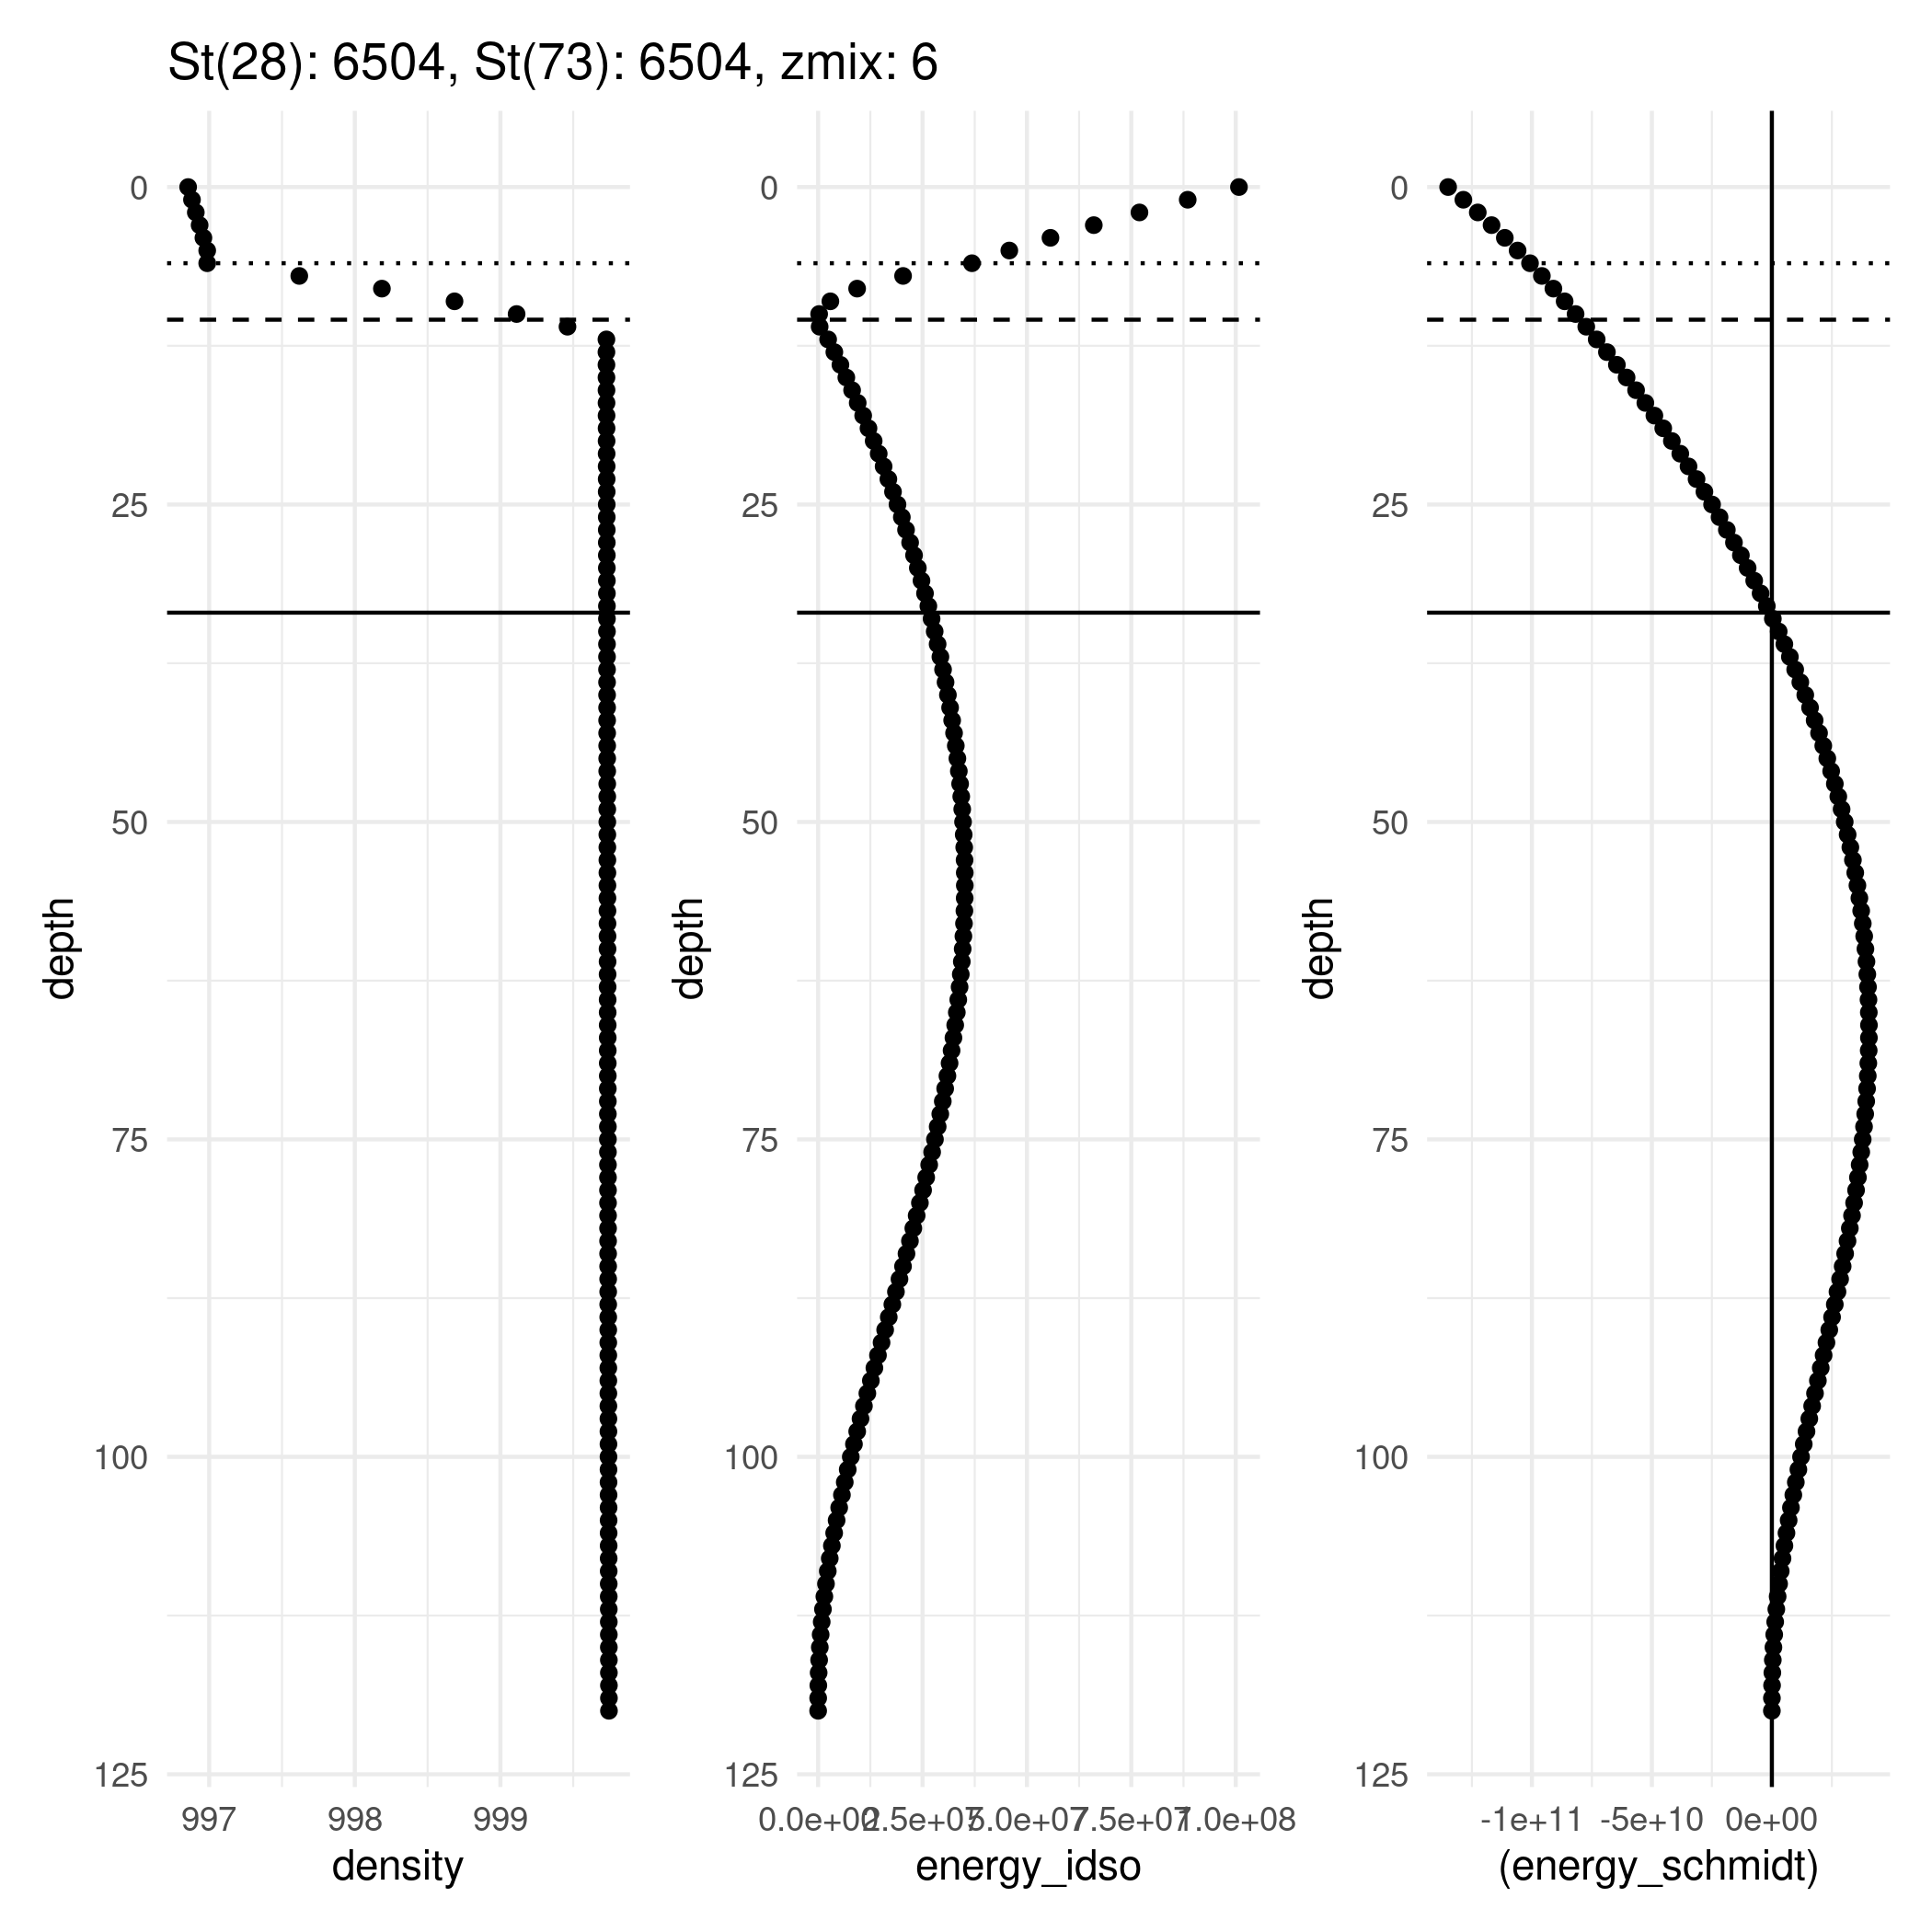 St(28): 6504, St(73): 6504, zmix: 6
0
25
50
75
100
125
depth
997 998 999
density
0
25
50
75
100
125
depth
0.0e+00 2.5e+07 5.0e+07 7.5e+07 1.0e+08
energy_idso
0
25
50
75
100
125
depth
-1e+11 -5e+10 0e+00
(energy_schmidt)